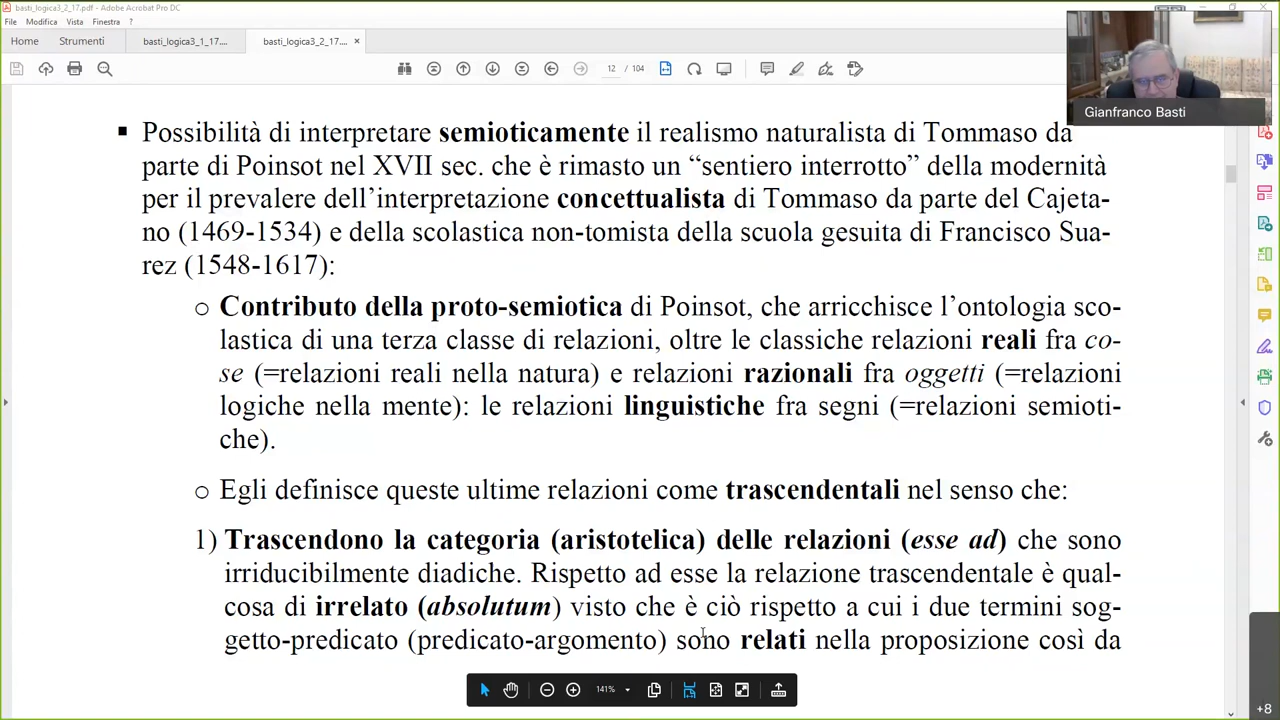 basti_logica3_2_17.pdf - Adobe Acrobat Pro DC
File Modifica Vista Finestra ?
Home Strumenti basti_logica3_1_17.... basti_logica3_2_17.... ×
12 / 104
Gianfranco Basti
▪ Possibilità di interpretare semioticamente il realismo naturalista di Tommaso da
parte di Poinsot nel XVII sec. che è rimasto un “sentiero interrotto” della modernità
per il prevalere dell’interpretazione concettualista di Tommaso da parte del Cajeta-
no (1469-1534) e della scolastica non-tomista della scuola gesuita di Francisco Sua-
rez (1548-1617):
o Contributo della proto-semiotica di Poinsot, che arricchisce l’ontologia sco-
lastica di una terza classe di relazioni, oltre le classiche relazioni reali fra co-
se (=relazioni reali nella natura) e relazioni razionali fra oggetti (=relazioni
logiche nella mente): le relazioni linguistiche fra segni (=relazioni semioti-
che).
o Egli definisce queste ultime relazioni come trascendentali nel senso che:
1) Trascendono la categoria (aristotelica) delle relazioni (esse ad) che sono
irriducibilmente diadiche. Rispetto ad esse la relazione trascendentale è qual-
cosa di irrelato (absolutum) visto che è ciò rispetto a cui i due termini sog-
getto-predicato (predicato-argomento) sono relati nella proposizione così da
141%
+8